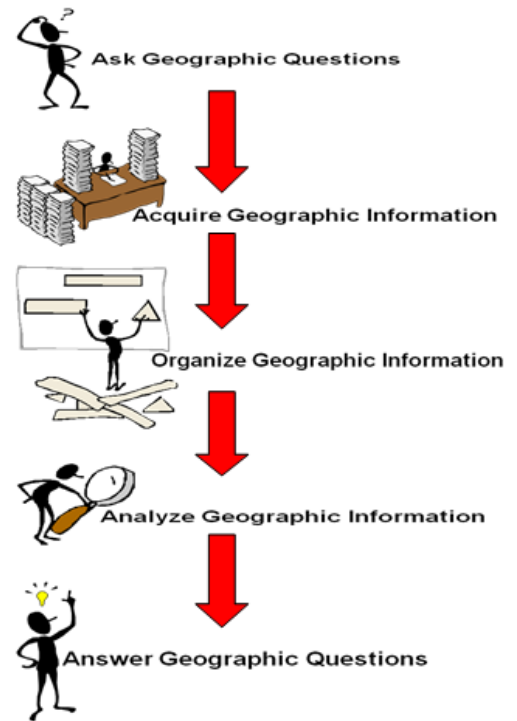 ?
Ask Geographic Questions
Acquire Geographic Information
Organize Geographic Information
Analyze Geographic Information
Answer Geographic Questions